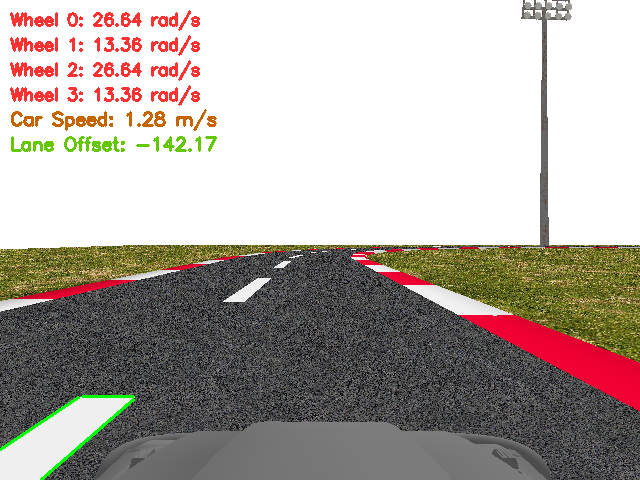 Wheel 0: 26.64 rad/s
Wheel 1: 13.36 rad/s
Wheel 2: 26.64 rad/s
Wheel 3: 13.36 rad/s
Car Speed: 1.28 m/s
Lane Offset: -142.17